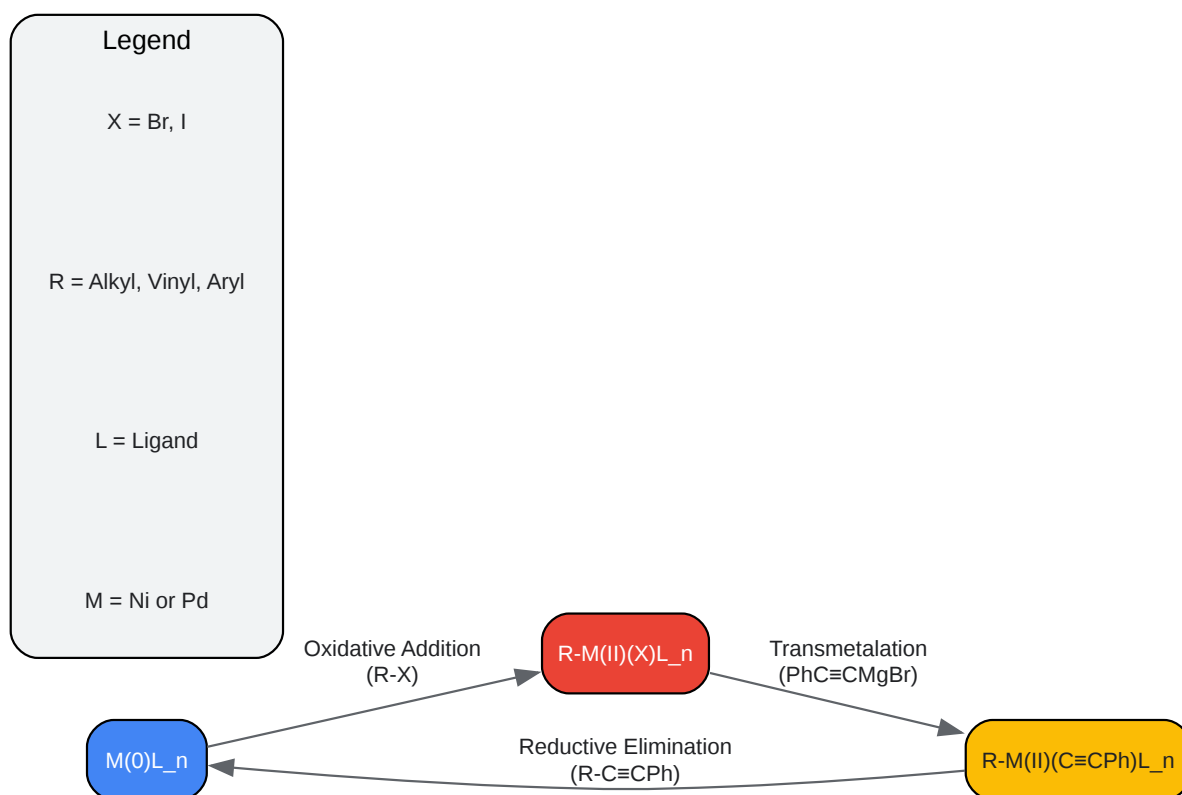 Legend
X = Br, I
R = Alkyl, Vinyl, Aryl
L = Ligand
M = Ni or Pd
Oxidative Addition
(R-X)
R-M(II)(X)L_n
Transmetalation
(PhC≡CMgBr)
M(0)L_n
Reductive Elimination
(R-C≡CPh)
R-M(II)(C≡CPh)L_n